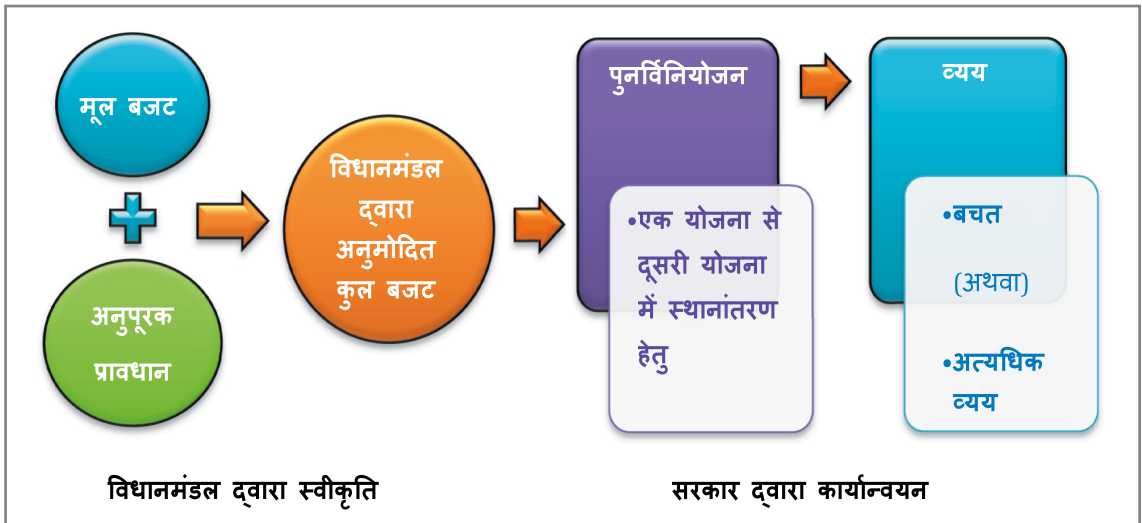 मूल बजट
अनुपूरक
प्रावधान
विधानमंडल
द्वारा
अनुमोदित
कुल बजट
पुनर्विनियोजन
•एक योजना से
दूसरी योजना
में स्थानांतरण
हेतु
व्यय
•बचत
(अथवा)
•अत्यधिक
व्यय
विधानमंडल द्वारा स्वीकृति
सरकार द्वारा कार्यान्वयन